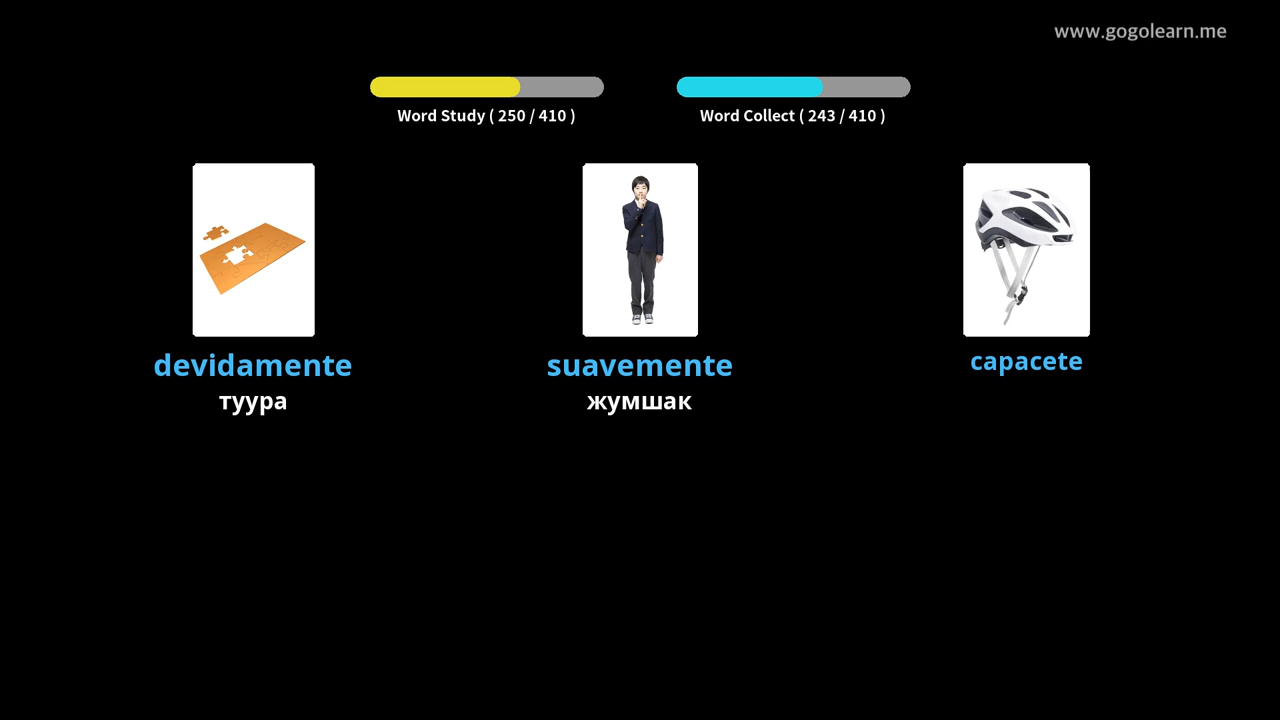 www.gogolearn.me
Word Study ( 250 / 410 )
Word Collect ( 243 / 410 )
devidamente
туура
suavemente
жумшак
capacete